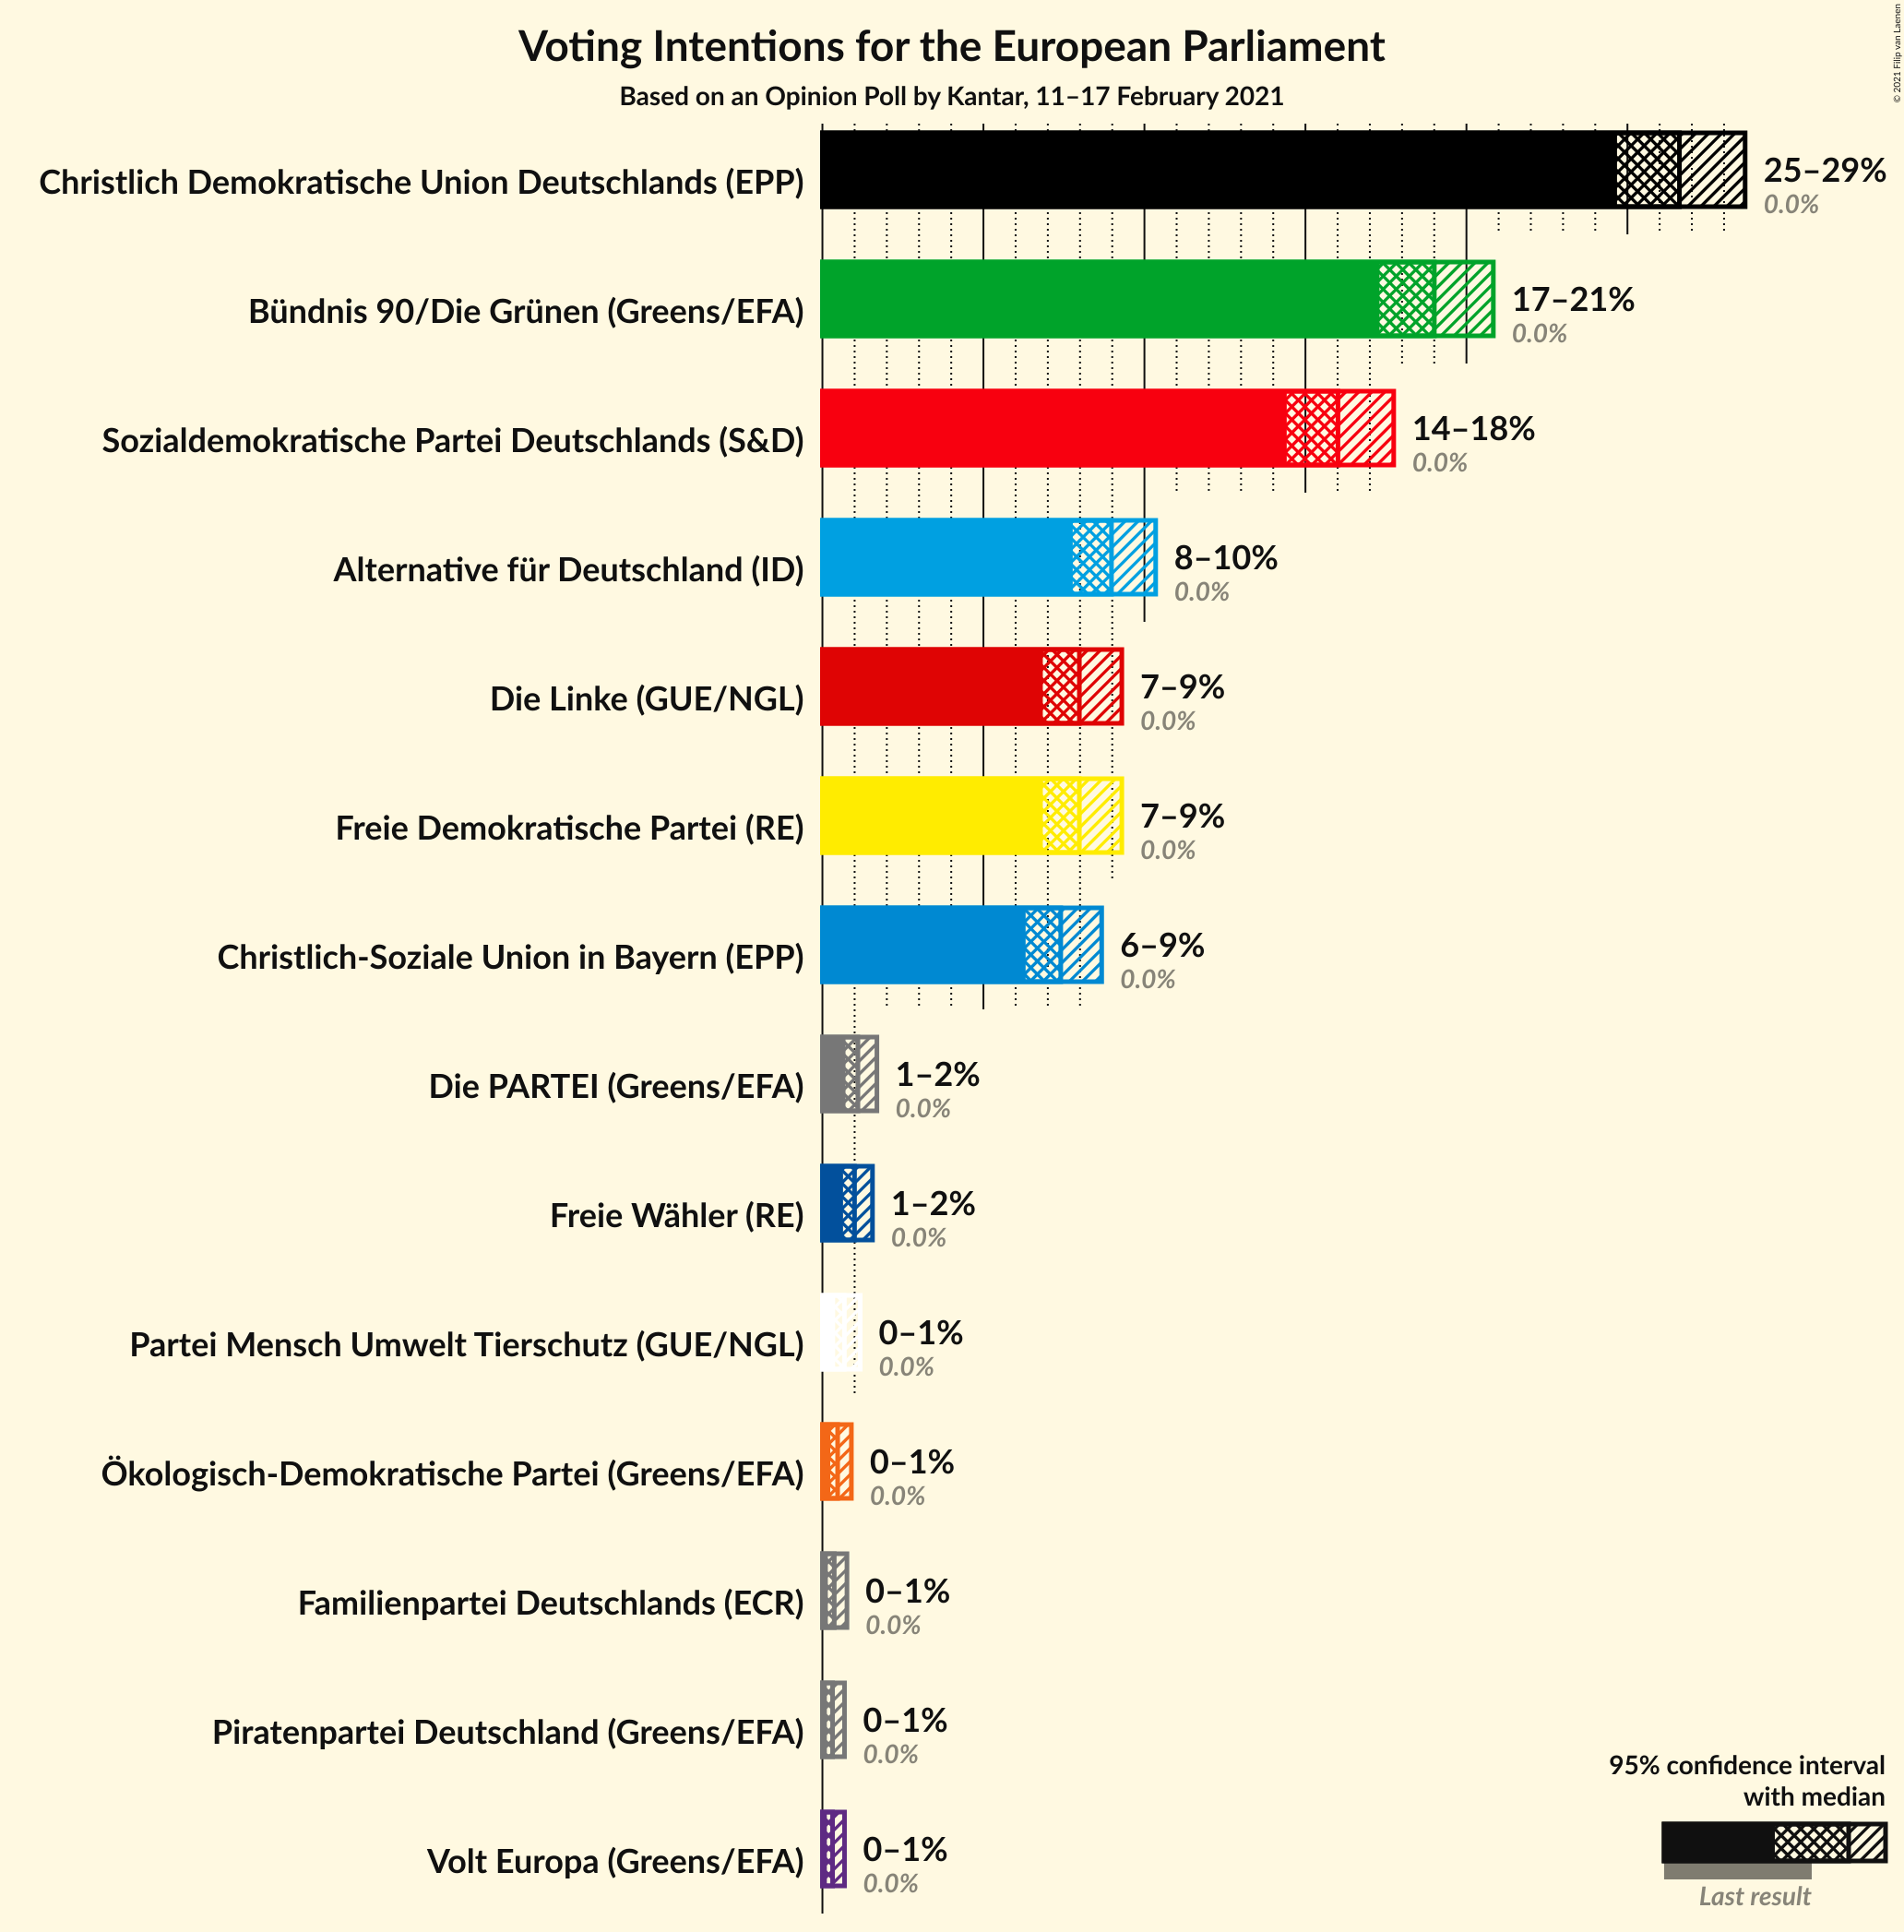 Voting Intentions for the European Parliament
Based on an Opinion Poll by Kantar, 11–17 February 2021
© 2021 Filip van Laenen
Christlich Demokratische Union Deutschlands (EPP)
25–29%
0.0%
Bündnis 90/Die Grünen (Greens/EFA)
17–21%
0.0%
Sozialdemokratische Partei Deutschlands (S&D)
14–18%
0.0%
Alternative für Deutschland (ID)
8–10%
0.0%
Die Linke (GUE/NGL)
7–9%
0.0%
Freie Demokratische Partei (RE)
7–9%
0.0%
Christlich-Soziale Union in Bayern (EPP)
6–9%
0.0%
Die PARTEI (Greens/EFA)
1–2%
0.0%
Freie Wähler (RE)
1–2%
0.0%
Partei Mensch Umwelt Tierschutz (GUE/NGL)
0–1%
0.0%
Ökologisch-Demokratische Partei (Greens/EFA)
0–1%
0.0%
Familienpartei Deutschlands (ECR)
0–1%
0.0%
Piratenpartei Deutschland (Greens/EFA)
0–1%
0.0%
Volt Europa (Greens/EFA)
0–1%
0.0%
95% confidence interval
with median
Last result